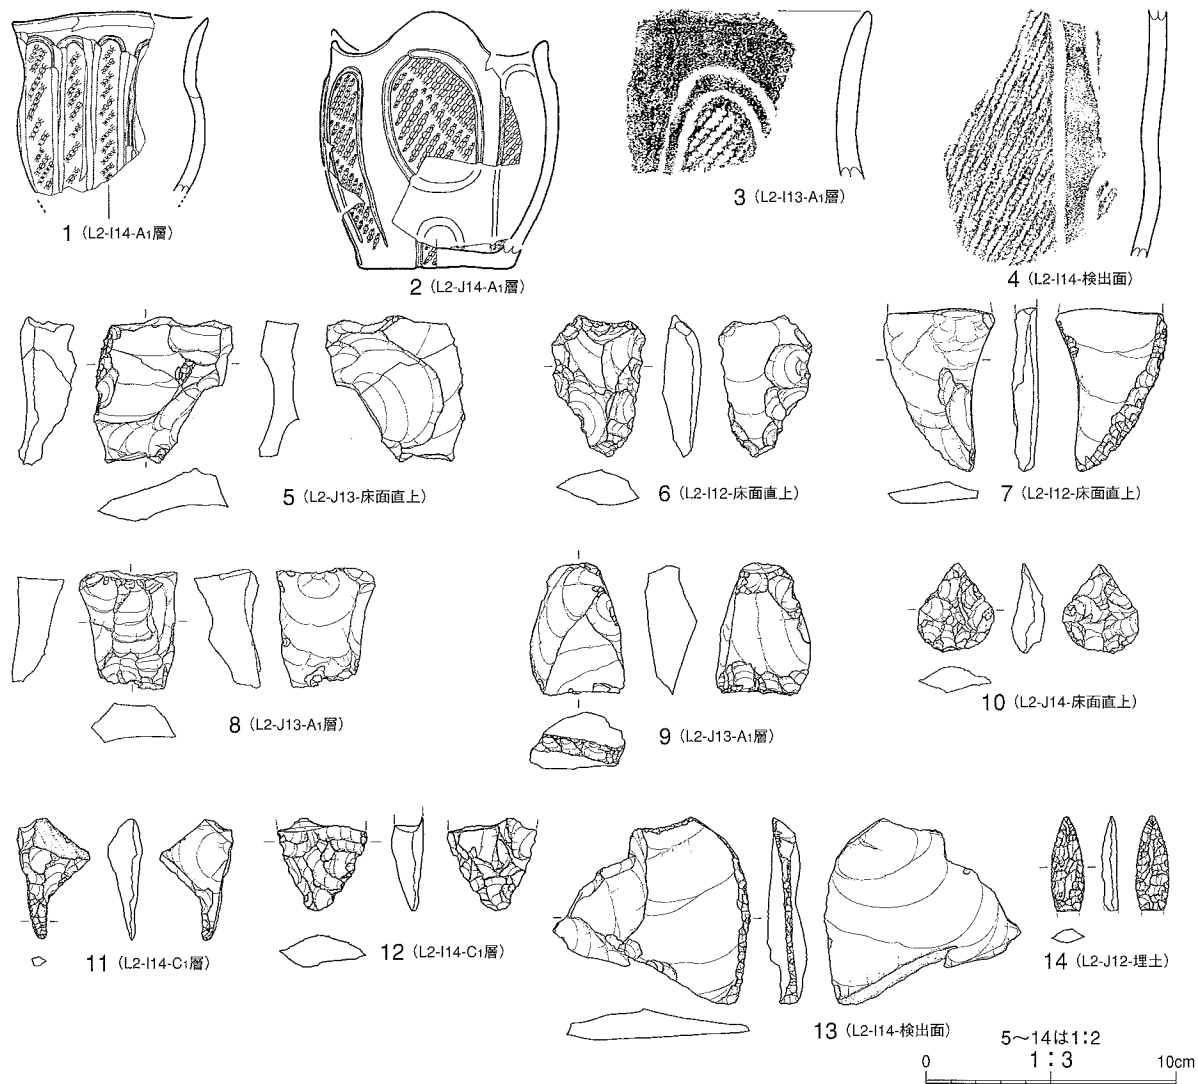 1 (L2-I14-A1層)
2 (L2-J14-A1層)
3 (L2-I13-A1層)
4 (L2-I14-検出面)
5 (L2-J13-床面直上)
6 (L2-I12-床面直上)
7 (L2-I12-床面直上)
8 (L2-J13-A1層)
9 (L2-J13-A1層)
10 (L2-J14-床面直上)
11 (L2-I14-C1層)
12 (L2-I14-C1層)
13 (L2-I14-検出面)
14 (L2-J12-埋土)
5〜14は1:2
0 1:3 10cm